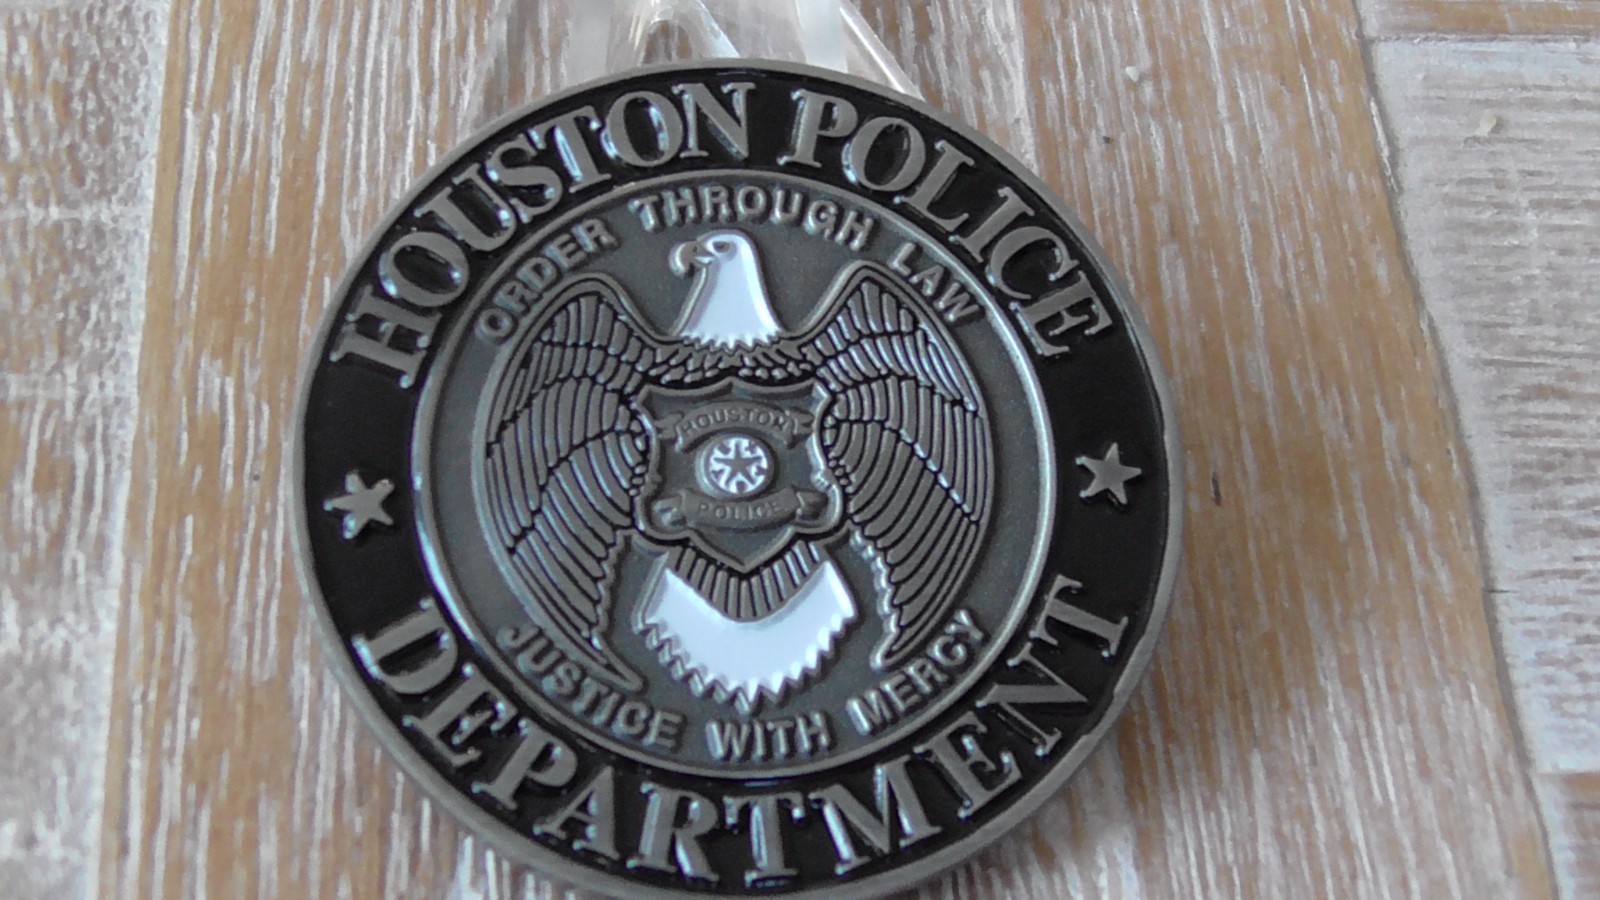 HOUSTON POLICE
ORDER THROUGH LAW
HOUSTON
POLICE
JUSTICE WITH MERCY
DEPARTMENT